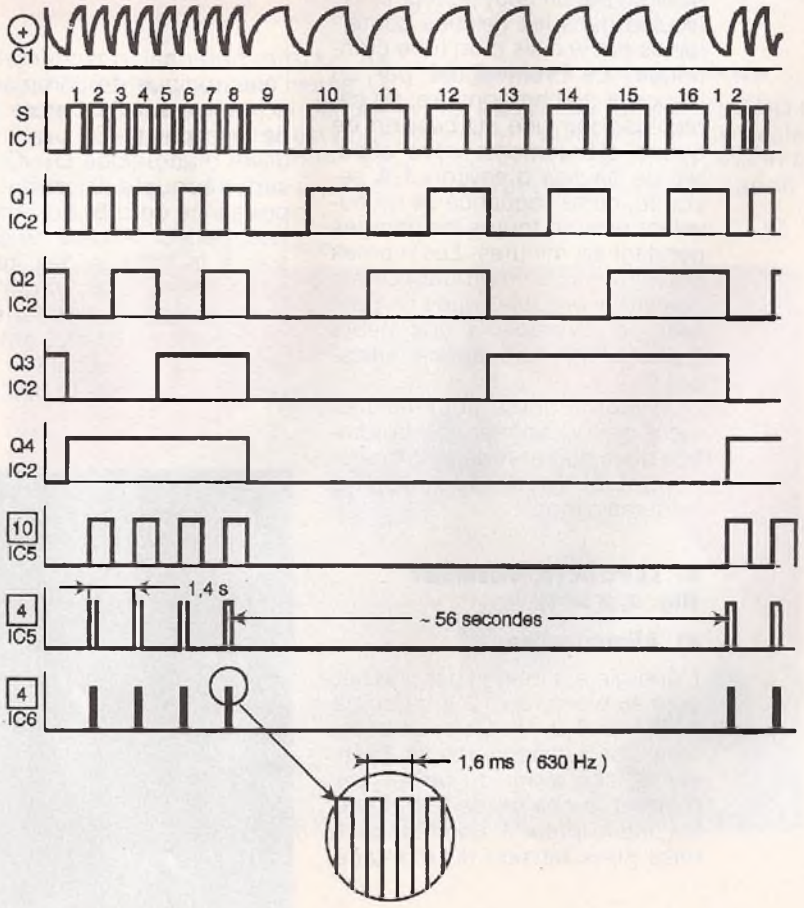 +
C1
1 2 3 4 5 6 7 8 9 10 11 12 13 14 15 16 1 2
S
IC1
Q1
IC2
Q2
IC2
Q3
IC2
Q4
IC2
10
IC5
1,4 s
4
IC5
~ 56 secondes
4
IC6
1,6 ms ( 630 Hz )